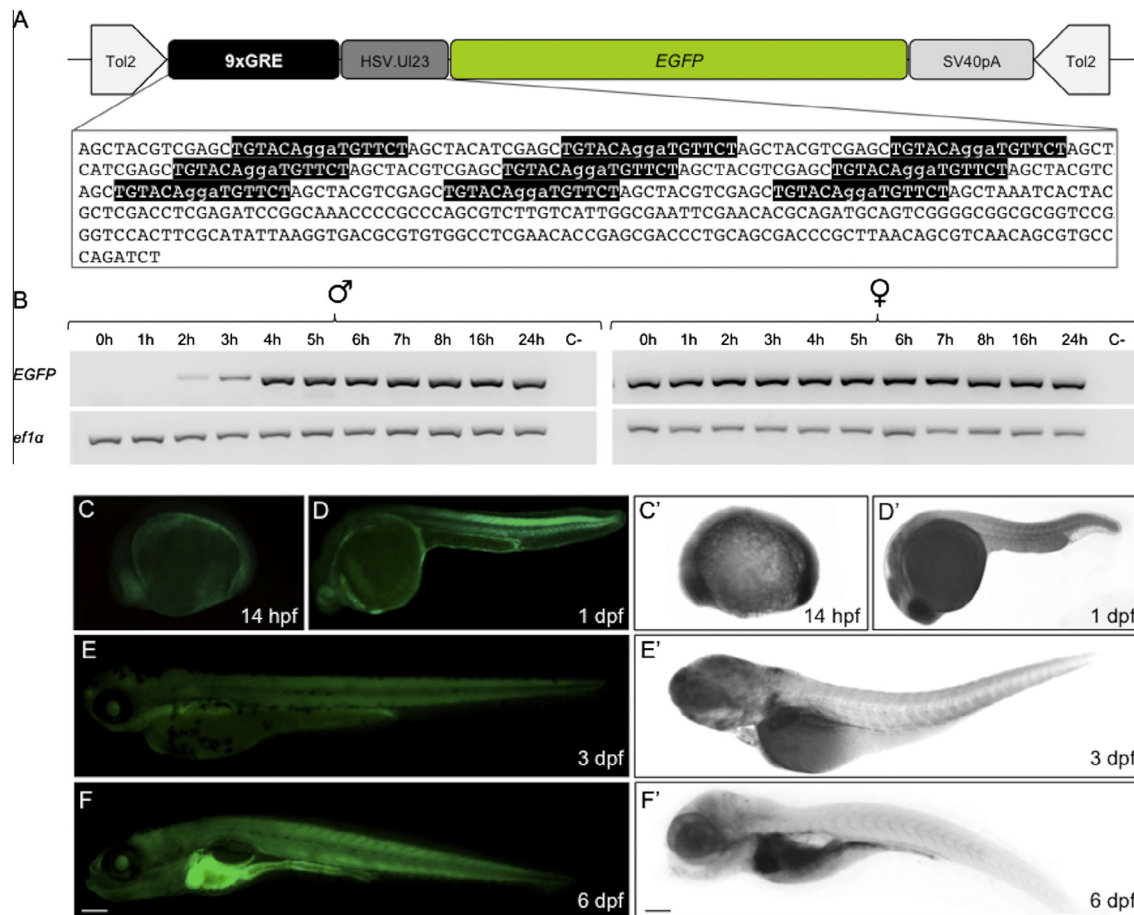 A
Tol2 9xGRE HSV.Ul23 EGFP SV40pA Tol2
AGCTACGTCGAGCTGTACAggaTGTTCTAGCTACATCGAGCTGTACAggaTGTTCTAGCTACGTCGAGCTGTACAggaTGTTCTAGCT
CATCGAGCTGTACAggaTGTTCTAGCTACGTCGAGCTGTACAggaTGTTCTAGCTACGTCGAGCTGTACAggaTGTTCTAGCTACGTC
AGCTGTACAggaTGTTCTAGCTACGTCGAGCTGTACAggaTGTTCTAGCTACGTCGAGCTGTACAggaTGTTCTAGCTAAATCACTAC
GCTCGACCTCGAGATCCGGCAAACCCCGCCCAGCGTCTTGTCATTGGCGAATTCGAACACGCAGATGCAGTCGGGGCGGCGCGGTCCG
GGTCCACTTCGCATATTAAGGTGACGCGTGTGGCCTCGAACACCGAGCGACCCTGCAGCGACCCGCTTAACAGCGTCAACAGCGTGCC
CAGATCT
B
♂ ♀
0h 1h 2h 3h 4h 5h 6h 7h 8h 16h 24h C- 0h 1h 2h 3h 4h 5h 6h 7h 8h 16h 24h C-
EGFP
ef1α
C 14 hpf
D 1 dpf
C' 14 hpf
D' 1 dpf
E 3 dpf
E' 3 dpf
F 6 dpf
F' 6 dpf